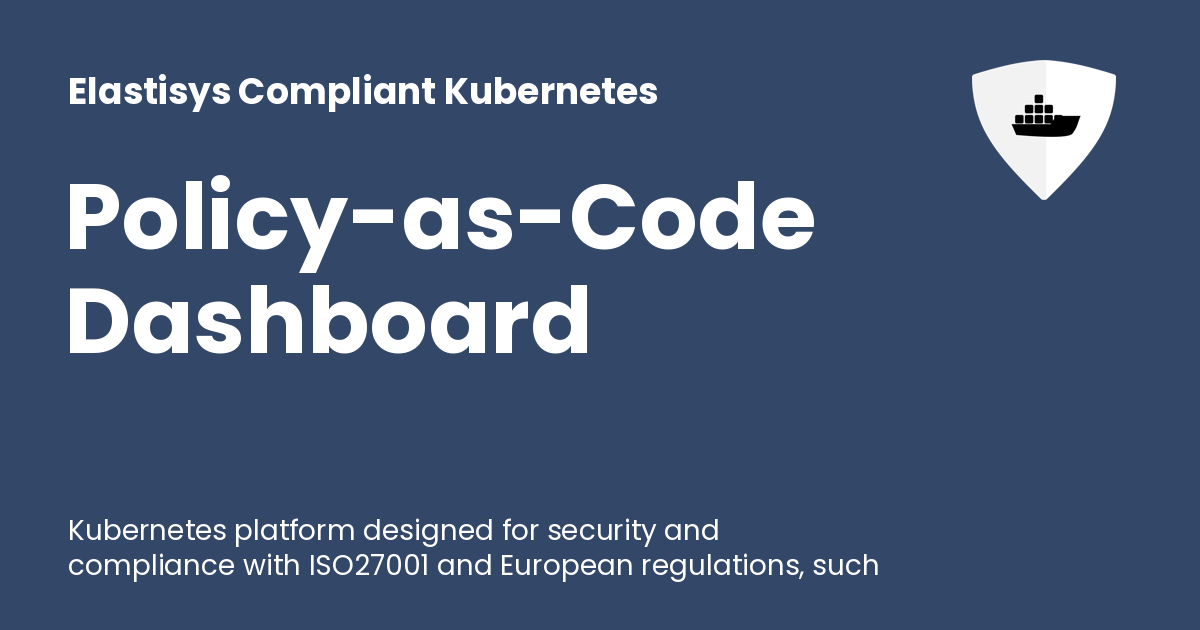 Elastisys Compliant Kubernetes
Policy-as-Code
Dashboard
Kubernetes platform designed for security and
compliance with ISO27001 and European regulations, such